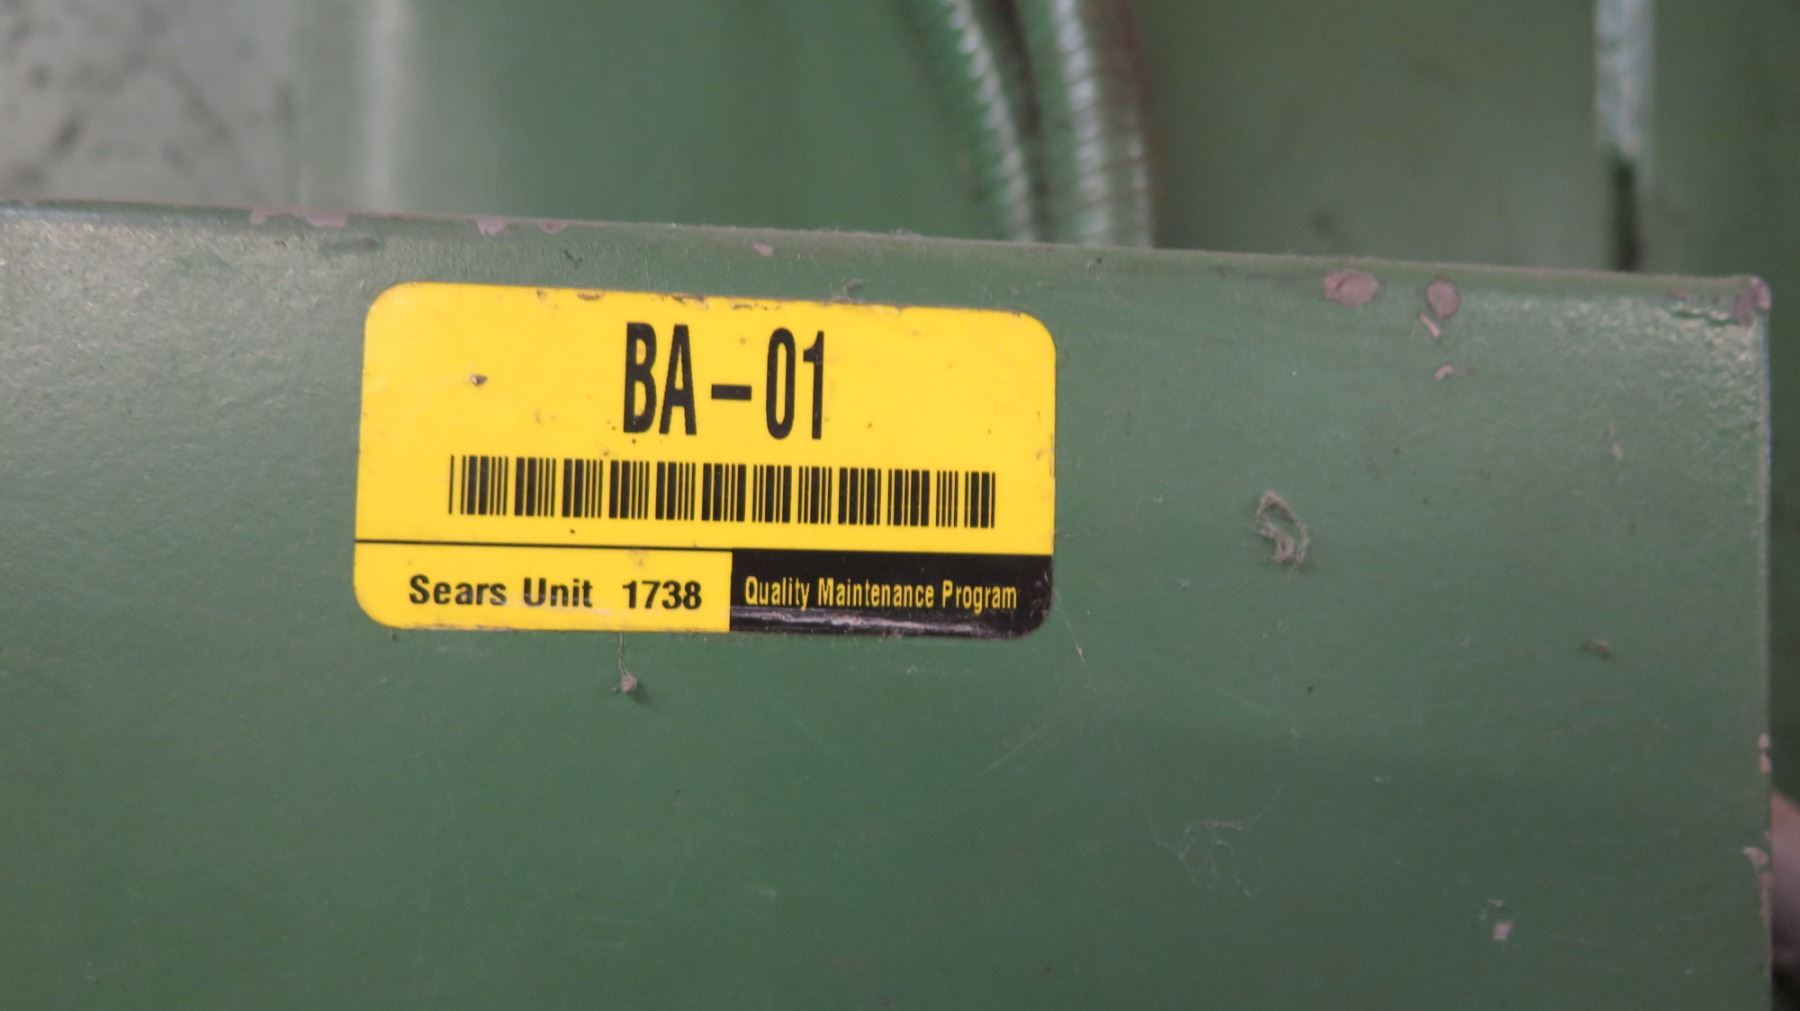 BA-01
Sears Unit 1738
Quality Maintenance Program